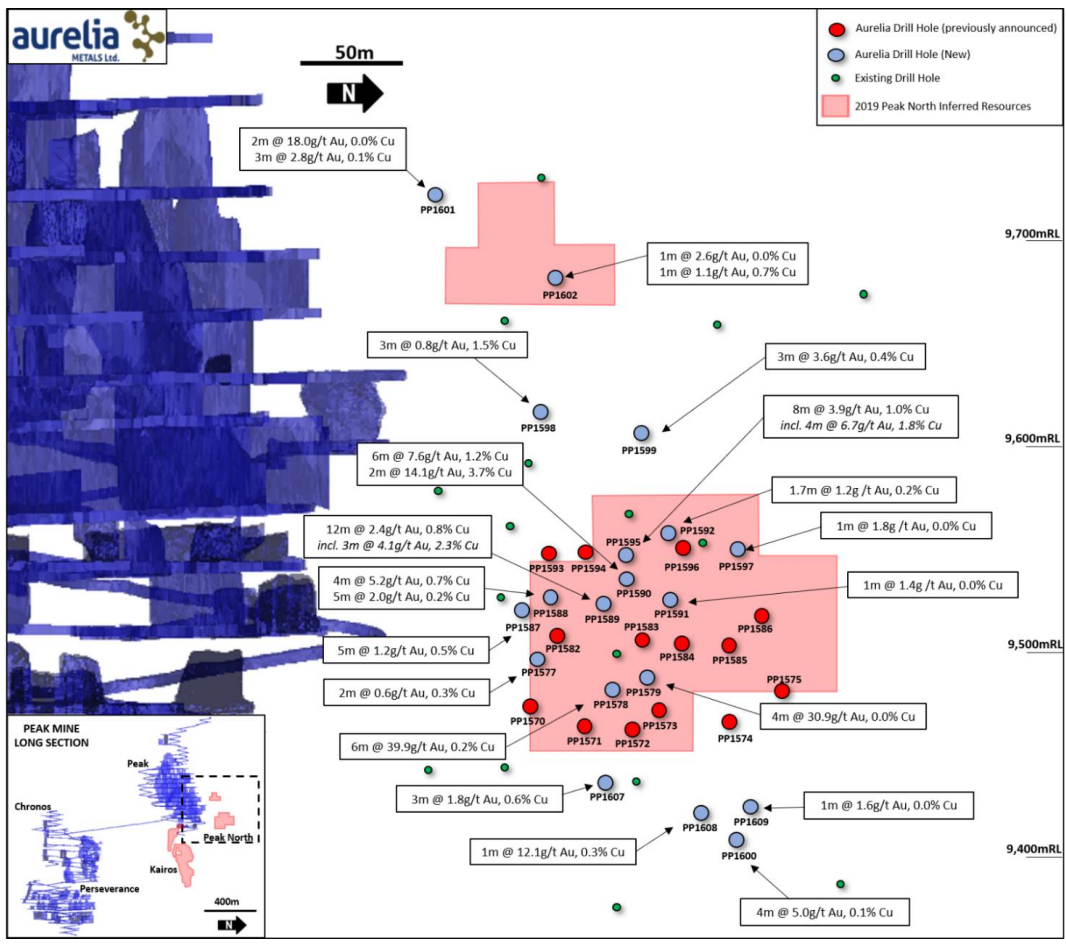 aurelia
METALS Ltd.
50m
N
Aurelia Drill Hole (previously announced)
Aurelia Drill Hole (New)
Existing Drill Hole
2019 Peak North Inferred Resources
2m @ 18.0g/t Au, 0.0% Cu
3m @ 2.8g/t Au, 0.1% Cu
PP1601
9,700mRL
1m @ 2.6g/t Au, 0.0% Cu
1m @ 1.1g/t Au, 0.7% Cu
PP1602
3m @ 0.8g/t Au, 1.5% Cu
3m @ 3.6g/t Au, 0.4% Cu
PP1598
PP1599
8m @ 3.9g/t Au, 1.0% Cu
incl. 4m @ 6.7g/t Au, 1.8% Cu
9,600mRL
6m @ 7.6g/t Au, 1.2% Cu
2m @ 14.1g/t Au, 3.7% Cu
1.7m @ 1.2g /t Au, 0.2% Cu
12m @ 2.4g/t Au, 0.8% Cu
incl. 3m @ 4.1g/t Au, 2.3% Cu
1m @ 1.8g /t Au, 0.0% Cu
PP1592
PP1595
PP1593
PP1594
PP1596
PP1597
4m @ 5.2g/t Au, 0.7% Cu
5m @ 2.0g/t Au, 0.2% Cu
1m @ 1.4g /t Au, 0.0% Cu
PP1590
PP1588
PP1589
PP1591
PP1587
PP1583
PP1586
5m @ 1.2g/t Au, 0.5% Cu
PP1582
PP1584
PP1585
9,500mRL
PP1577
PP1575
2m @ 0.6g/t Au, 0.3% Cu
PP1579
PP1578
4m @ 30.9g/t Au, 0.0% Cu
PP1570
PP1573
PP1571
PP1572
PP1574
6m @ 39.9g/t Au, 0.2% Cu
3m @ 1.8g/t Au, 0.6% Cu
PP1607
1m @ 1.6g/t Au, 0.0% Cu
PP1608
PP1609
1m @ 12.1g/t Au, 0.3% Cu
PP1600
9,400mRL
4m @ 5.0g/t Au, 0.1% Cu
PEAK MINE
LONG SECTION
Peak
Chronos
Peak North
Kairos
Perseverance
400m
N